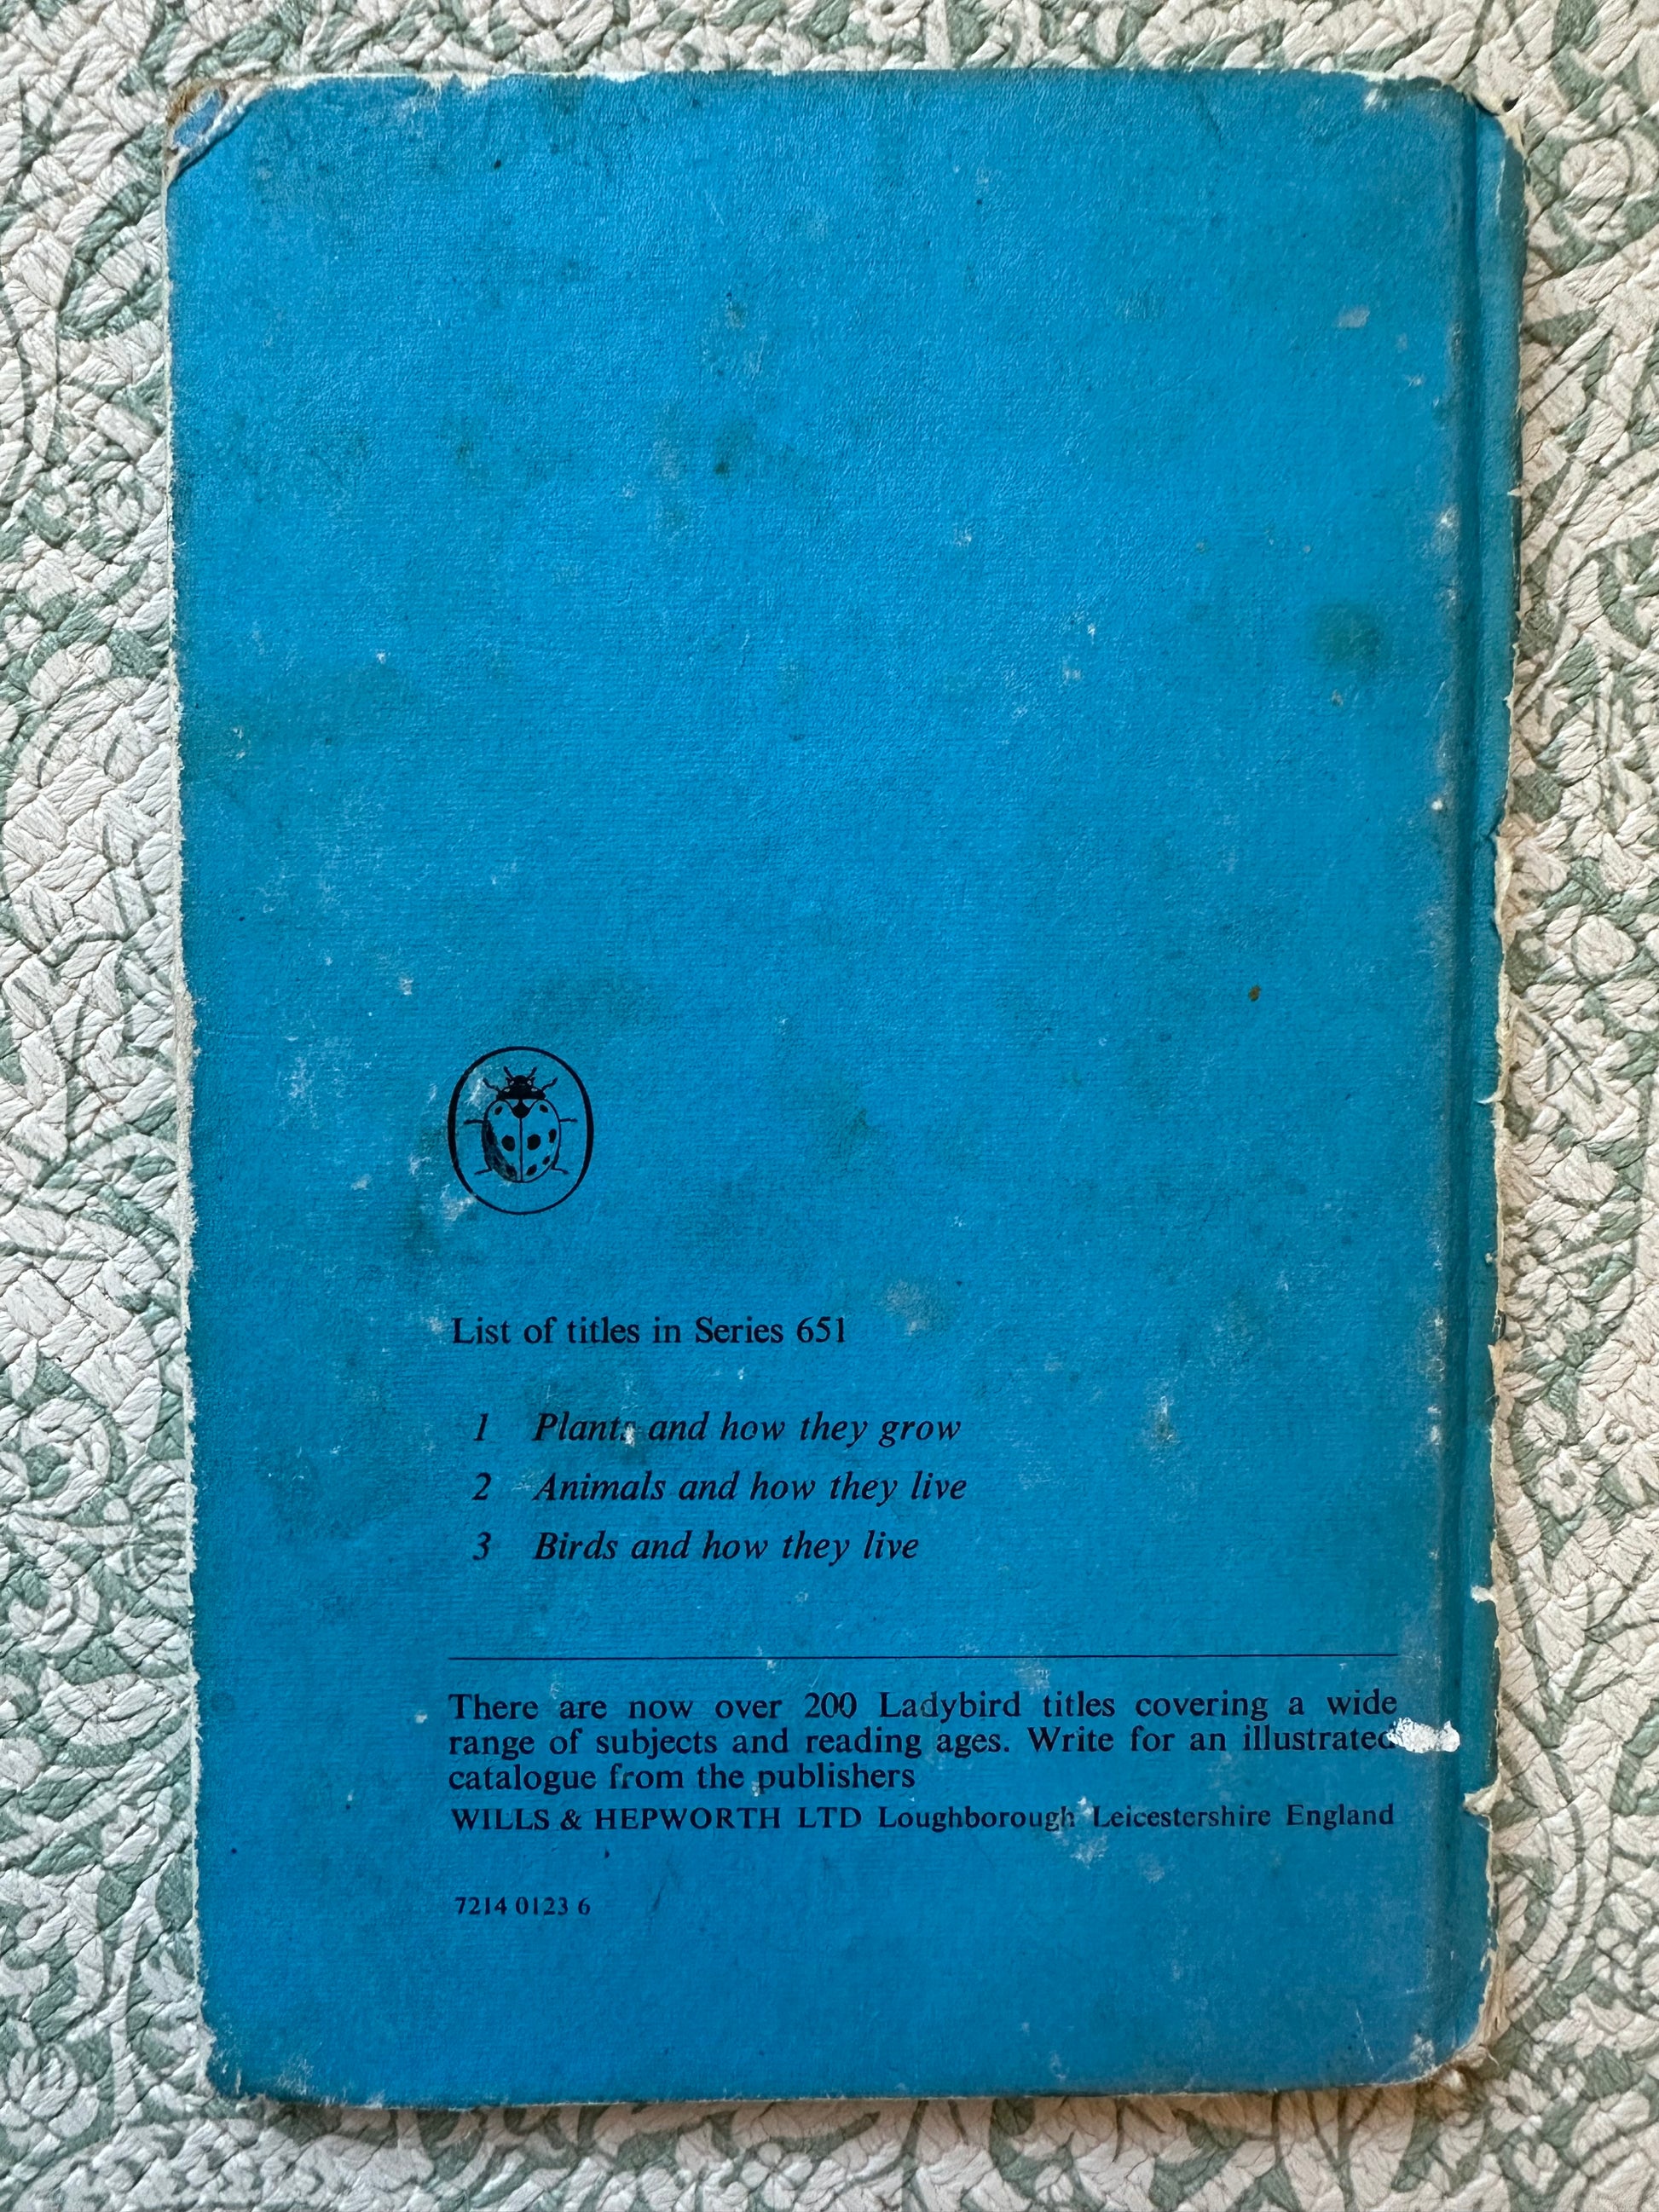 List of titles in Series 651
1 Plants and how they grow
2 Animals and how they live
3 Birds and how they live
There are now over 200 Ladybird titles covering a wide
range of subjects and reading ages. Write for an illustrated
catalogue from the publishers
WILLS & HEPWORTH LTD Loughborough Leicestershire England
7214 0123 6